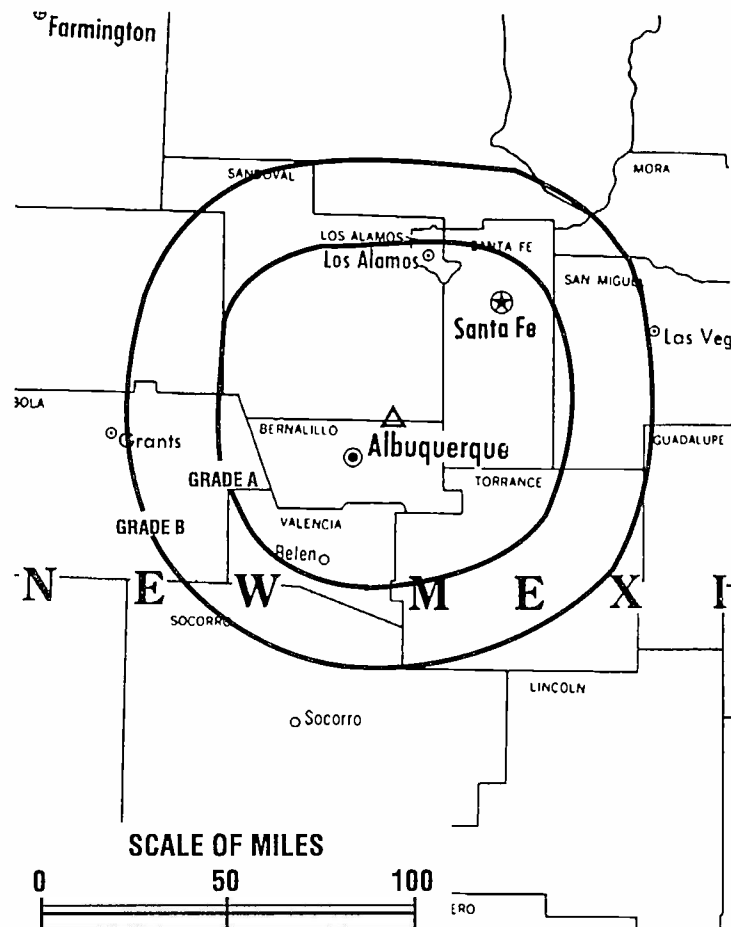 Farmington
SANDOVAL
MORA
LOS ALAMOS
SANTA FE
Los Alamos
SAN MIGUEL
Santa Fe
Las Veg
BOLA
Grants
BERNALILLO
Albuquerque
GUADALUPE
GRADE A
TORRANCE
GRADE B
VALENCIA
Belen
N E W M E X I
SOCORRO
LINCOLN
Socorro
SCALE OF MILES
0 50 100
ERO